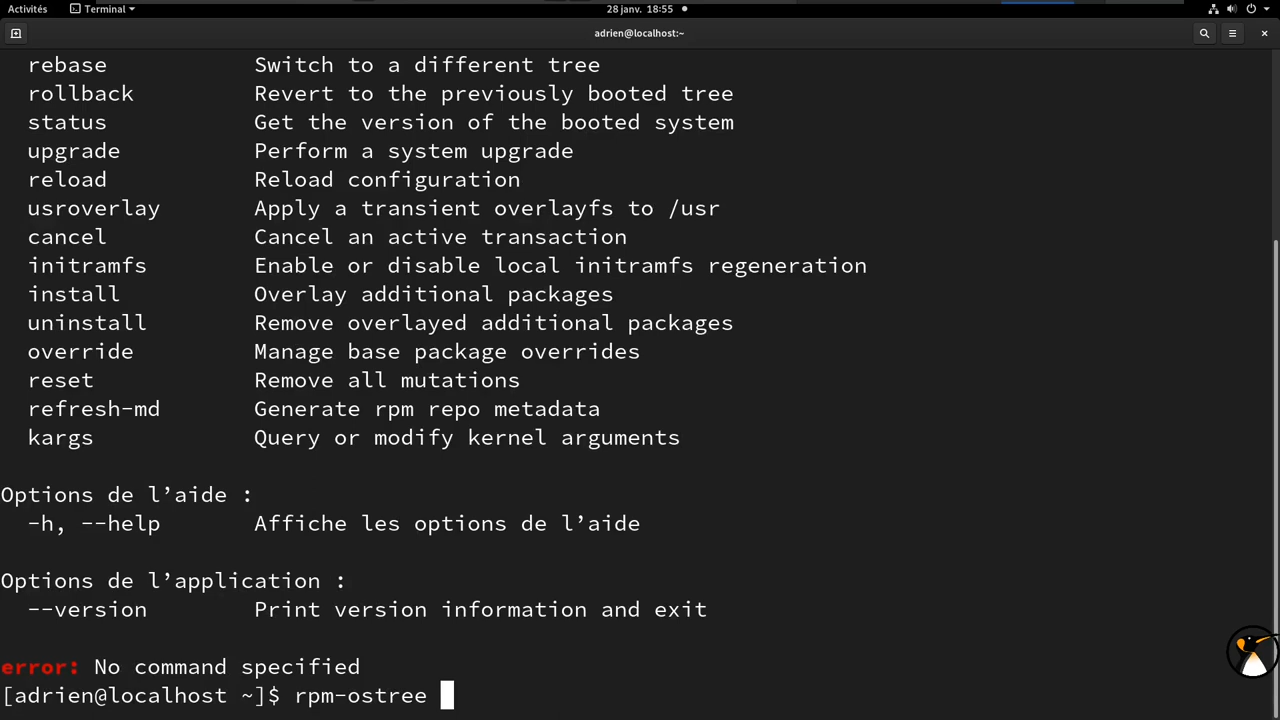 Activités Terminal 28 janv. 18:55
adrien@localhost:~
rebase Switch to a different tree
rollback Revert to the previously booted tree
status Get the version of the booted system
upgrade Perform a system upgrade
reload Reload configuration
usroverlay Apply a transient overlayfs to /usr
cancel Cancel an active transaction
initramfs Enable or disable local initramfs regeneration
install Overlay additional packages
uninstall Remove overlayed additional packages
override Manage base package overrides
reset Remove all mutations
refresh-md Generate rpm repo metadata
kargs Query or modify kernel arguments
Options de l’aide :
-h, --help Affiche les options de l’aide
Options de l’application :
--version Print version information and exit
error: No command specified
[adrien@localhost ~]$ rpm-ostree